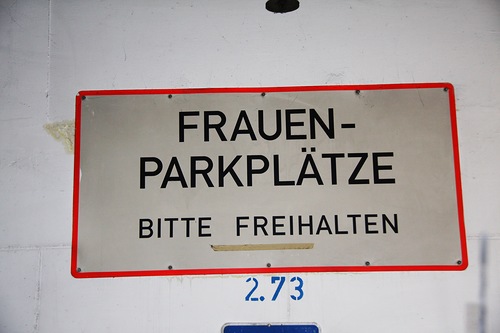 FRAUEN-
PARKPLÄTZE
BITTE FREIHALTEN
2.73